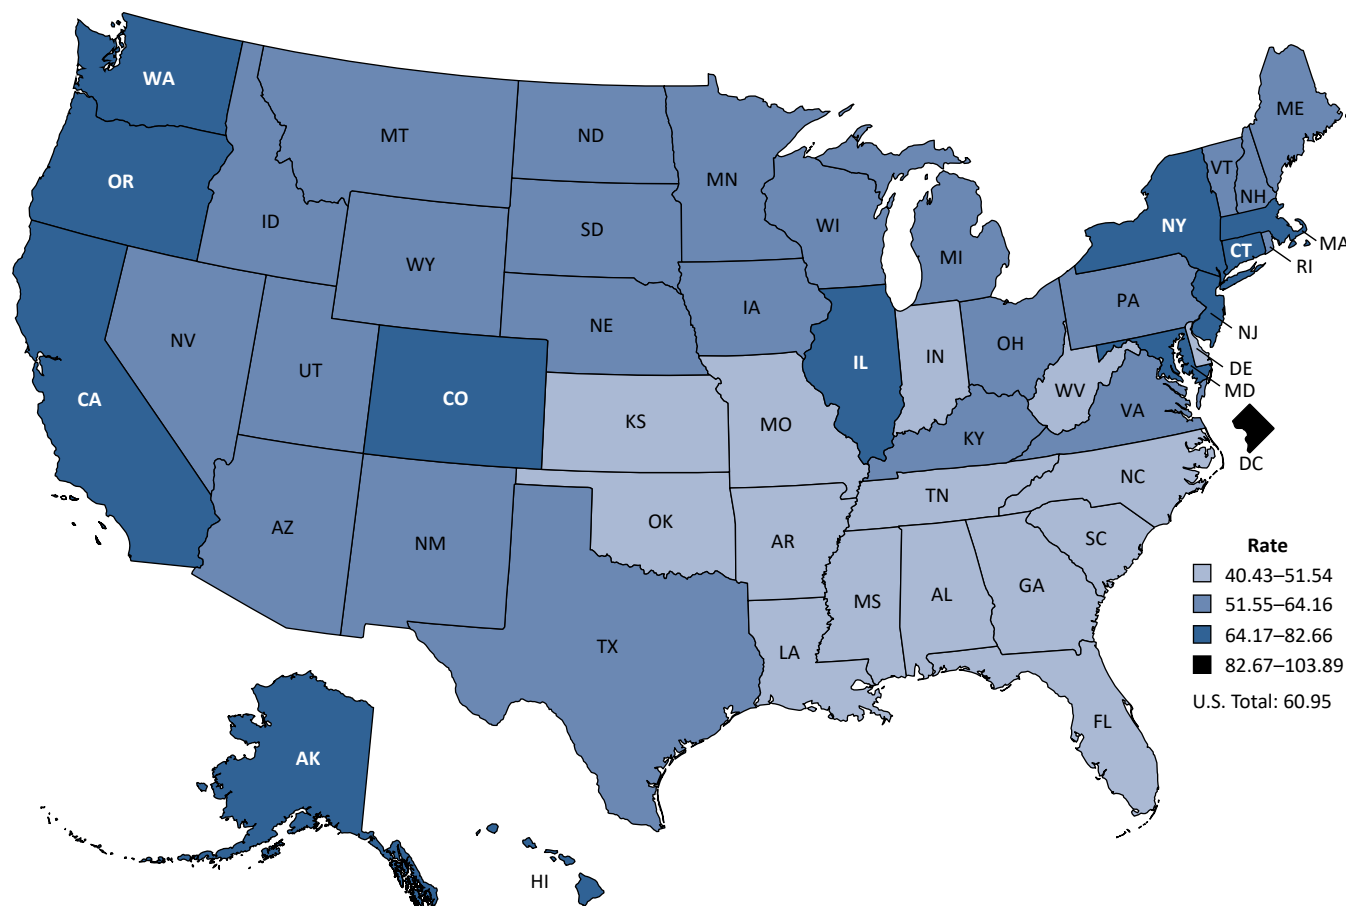 WA
MT
ND
MN
ME
VT
NH
OR
ID
SD
WI
NY
MA
WY
MI
CT
RI
IA
PA
NV
NE
NJ
UT
IL
IN
OH
DE
CA
CO
MD
WV
VA
KS
MO
KY
DC
NC
TN
AZ
NM
OK
AR
SC
GA
MS
AL
TX
LA
FL
AK
HI
Rate
40.43–51.54
51.55–64.16
64.17–82.66
82.67–103.89
U.S. Total: 60.95